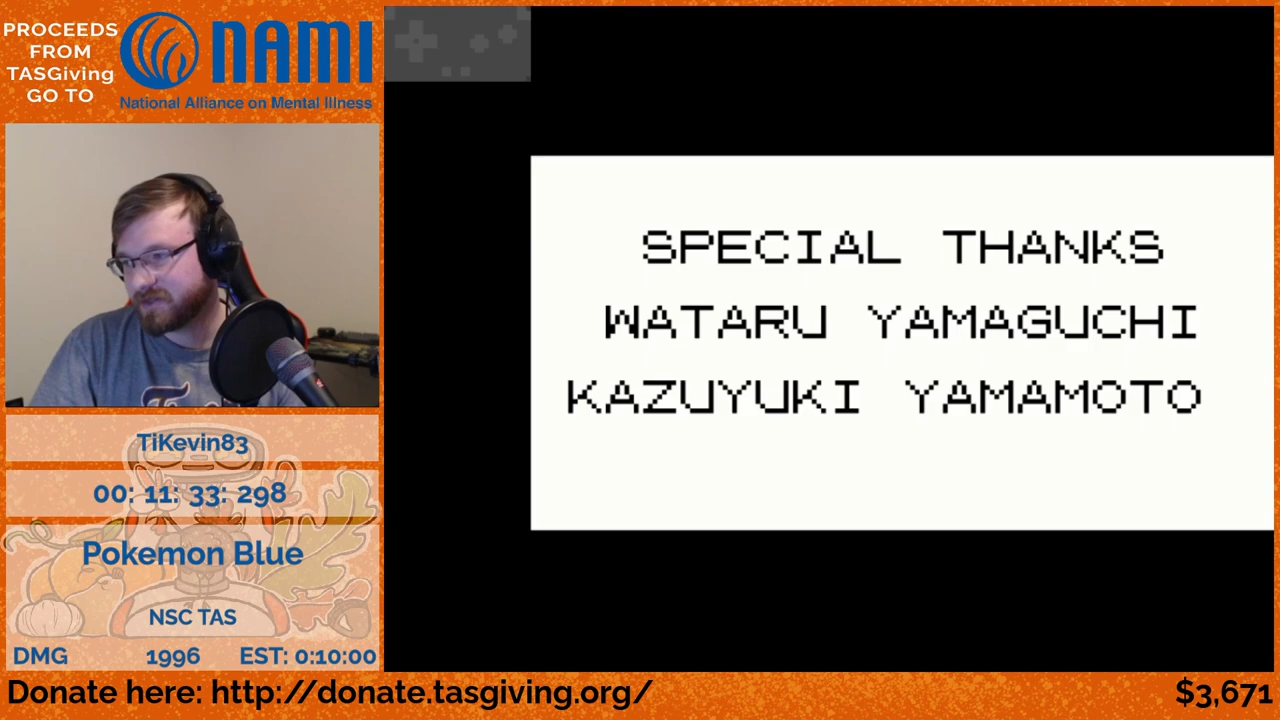 PROCEEDS
FROM
TASGiving
GO TO
NAMI
National Alliance on Mental Illness
SPECIAL THANKS
WATARU YAMAGUCHI
KAZUYUKI YAMAMOTO
TiKevin83
00: 11: 33: 298
Pokemon Blue
NSC TAS
DMG 1996 EST: 0:10:00
Donate here: http://donate.tasgiving.org/ $3,671